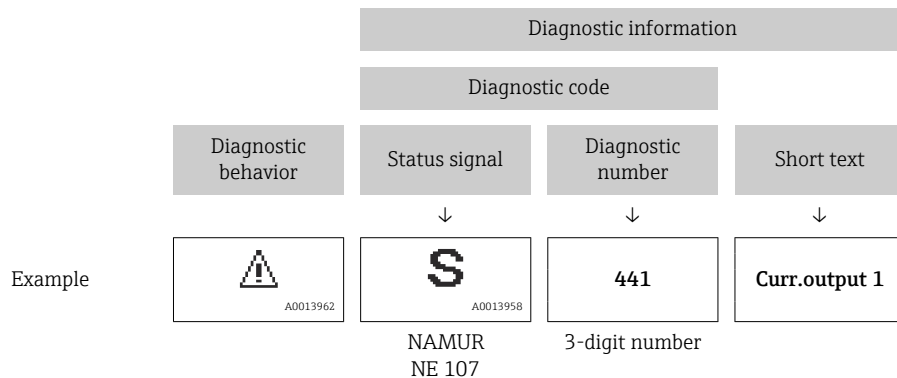 Diagnostic information
Diagnostic code
Diagnostic
behavior
Status signal
Diagnostic
number
Short text
↓ ↓ ↓
Example
A0013962
S
A0013958
441
Curr.output 1
NAMUR
NE 107
3-digit number